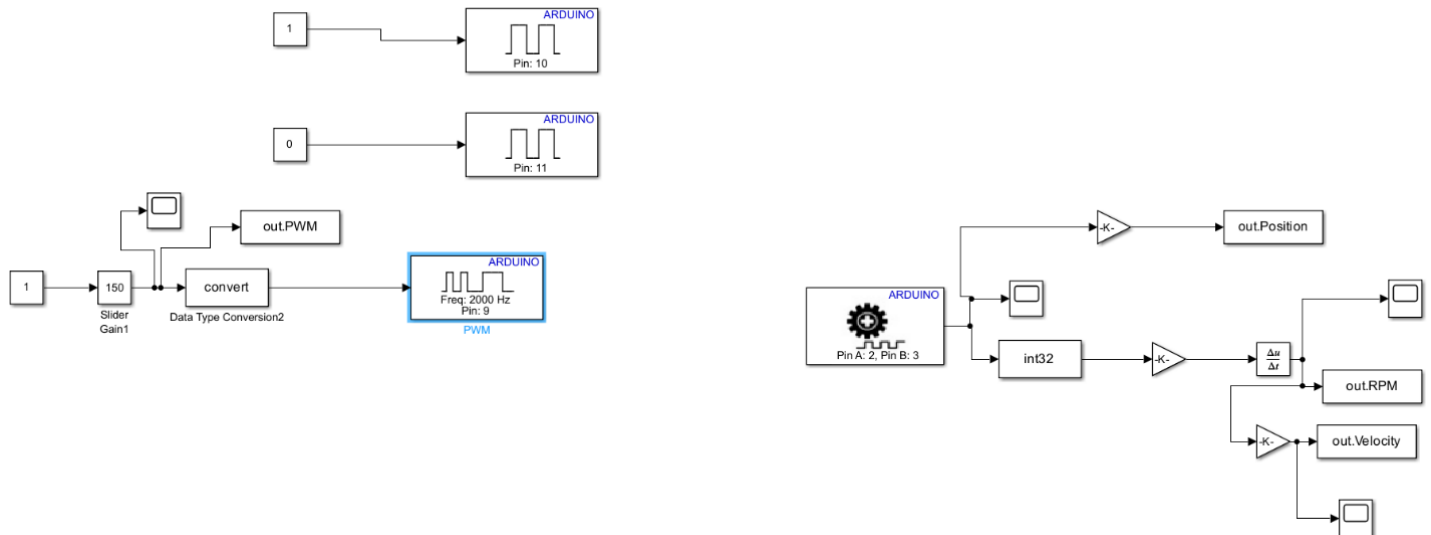 1
ARDUINO
Pin: 10
0
ARDUINO
Pin: 11
out.PWM
1
150
Slider
Gain1
convert
Data Type Conversion2
ARDUINO
Freq: 2000 Hz
Pin: 9
PWM
-K-
out.Position
ARDUINO
Pin A: 2, Pin B: 3
int32
-K-
Δu
Δt
out.RPM
-K-
out.Velocity